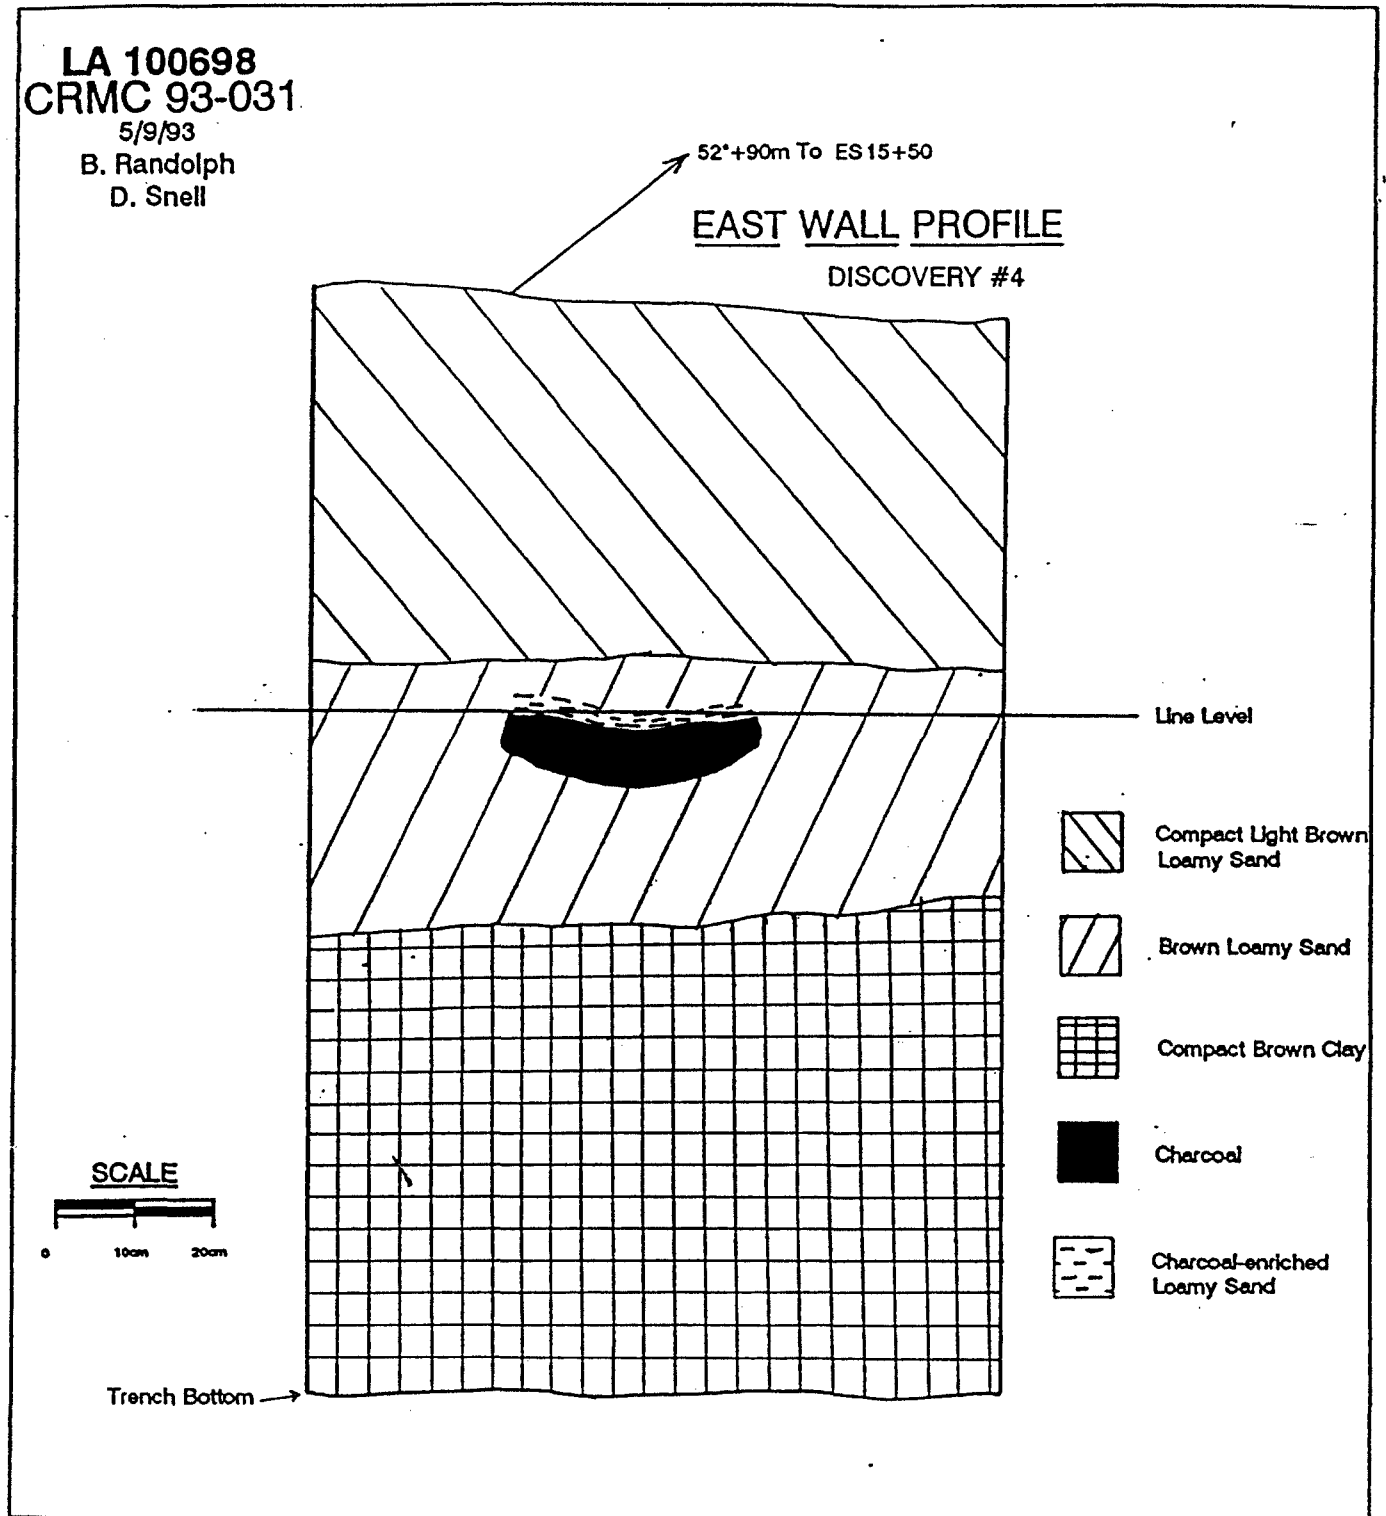 LA 100698
CRMC 93-031
5/9/93
B. Randolph
D. Snell
52°+90m To ES 15+50
EAST WALL PROFILE
DISCOVERY #4
Line Level
Compact Light Brown
Loamy Sand
Brown Loamy Sand
Compact Brown Clay
Charcoal
Charcoal-enriched
Loamy Sand
SCALE
0 10cm 20cm
Trench Bottom